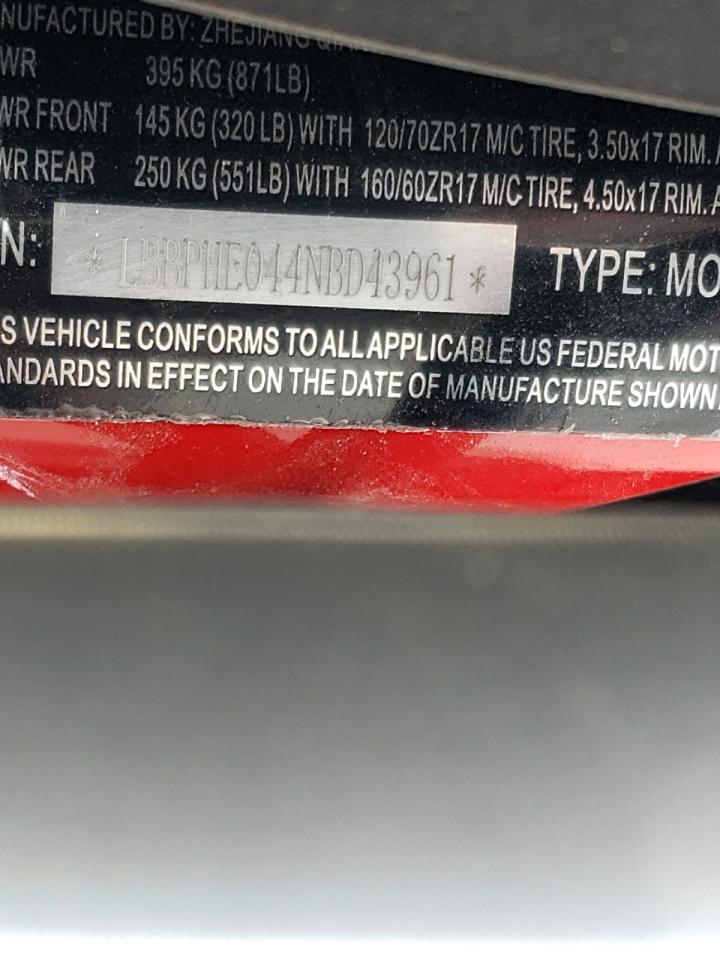 NUFACTURED BY: ZHEJIANG QIAN
WR 395 KG (871LB)
WR FRONT 145 KG (320 LB) WITH 120/70ZR17 M/C TIRE, 3.50x17 RIM. A
WR REAR 250 KG (551LB) WITH 160/60ZR17 M/C TIRE, 4.50x17 RIM. A
N: * LBBPHE044NBD43961 * TYPE: MO
S VEHICLE CONFORMS TO ALL APPLICABLE US FEDERAL MOT
ANDARDS IN EFFECT ON THE DATE OF MANUFACTURE SHOWN